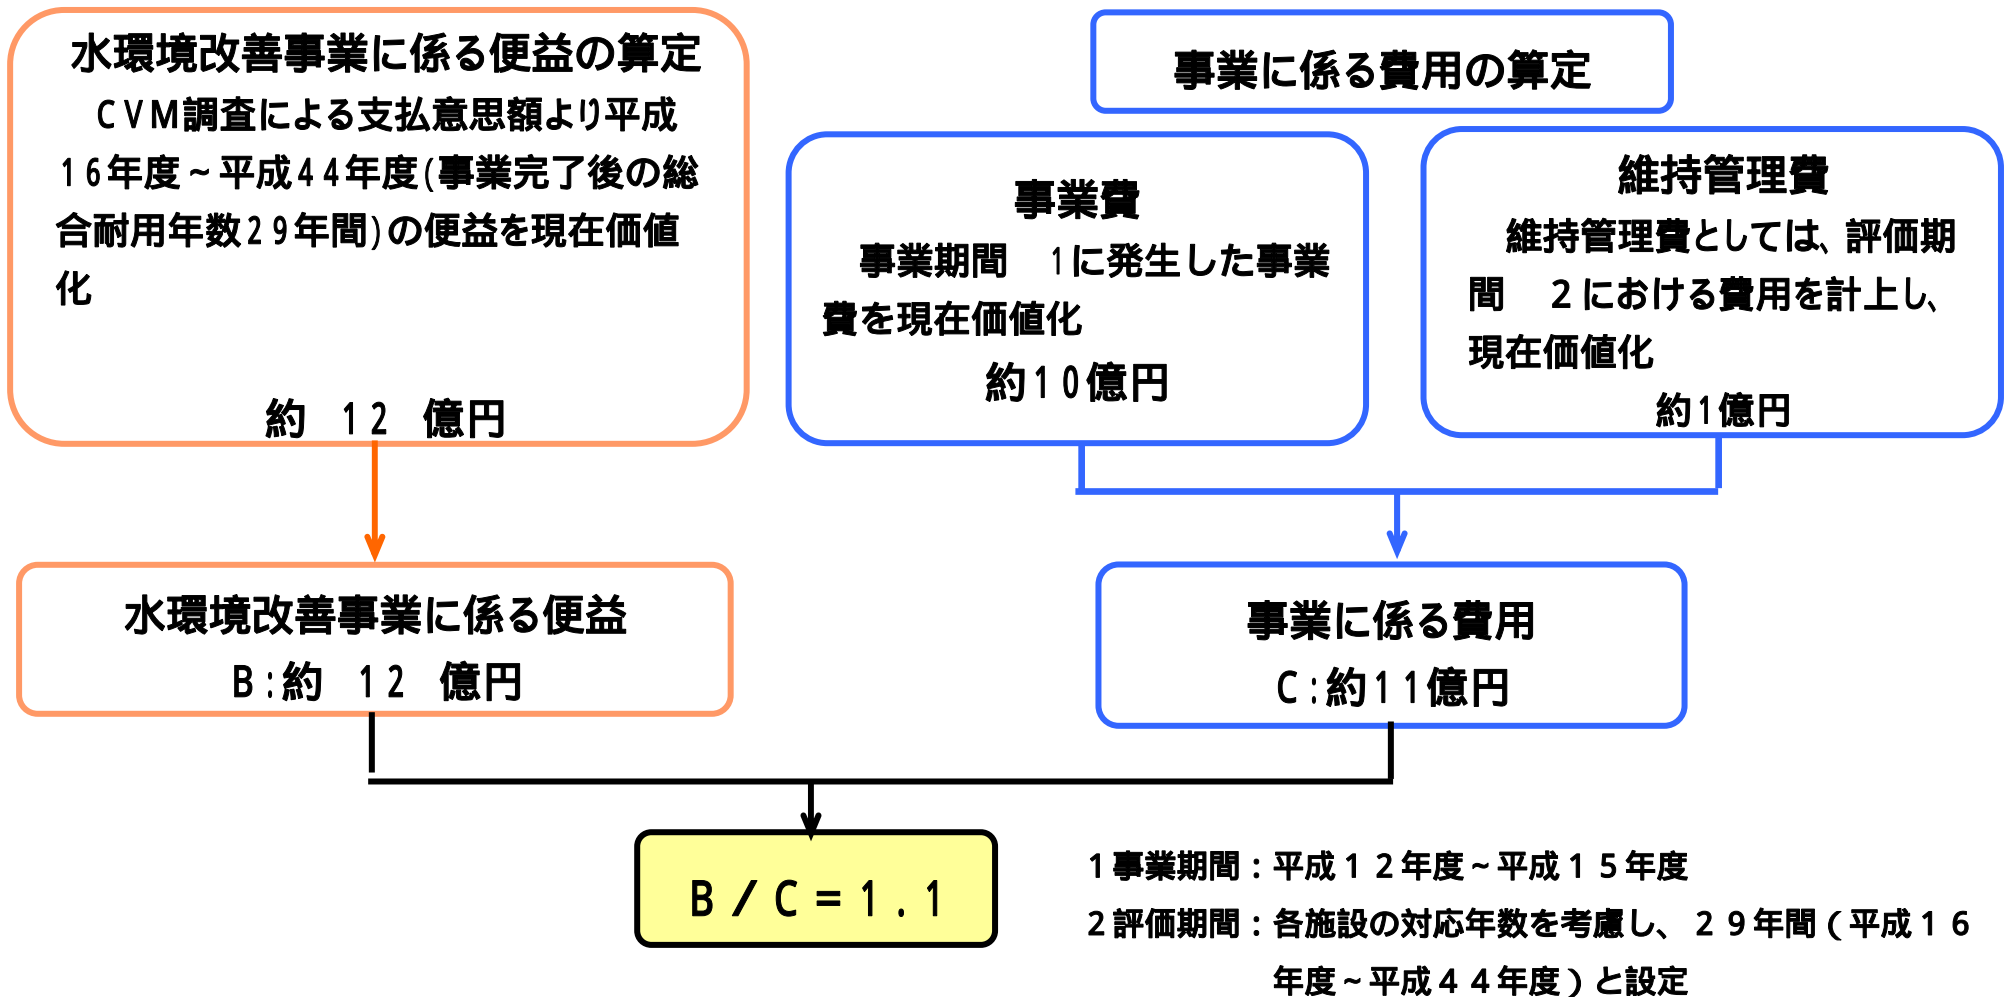 水環境改善事業に係る便益の算定
CVM調査による支払意思額より平成
16年度～平成44年度(事業完了後の総
合耐用年数29年間)の便益を現在価値
化
約 12 億円
事業に係る費用の算定
事業費
事業期間 1に発生した事業
費を現在価値化
約10億円
維持管理費
維持管理費としては、評価期
間 2における費用を計上し、
現在価値化
約1億円
水環境改善事業に係る便益
B:約 12 億円
事業に係る費用
C:約11億円
B/C=1.1
1事業期間：平成12年度～平成15年度
2評価期間：各施設の対応年数を考慮し、29年間（平成16
年度～平成44年度）と設定